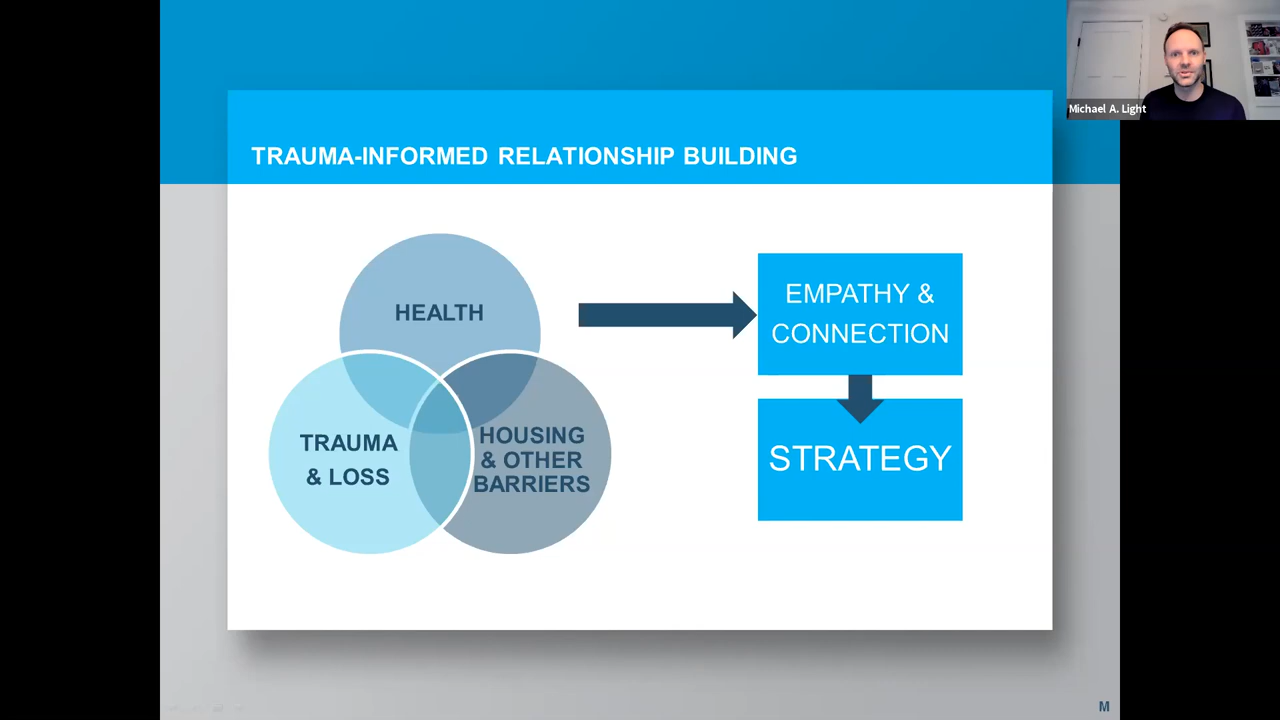 Michael A. Light
TRAUMA-INFORMED RELATIONSHIP BUILDING
HEALTH
TRAUMA
& LOSS
HOUSING
& OTHER
BARRIERS
EMPATHY &
CONNECTION
STRATEGY
M